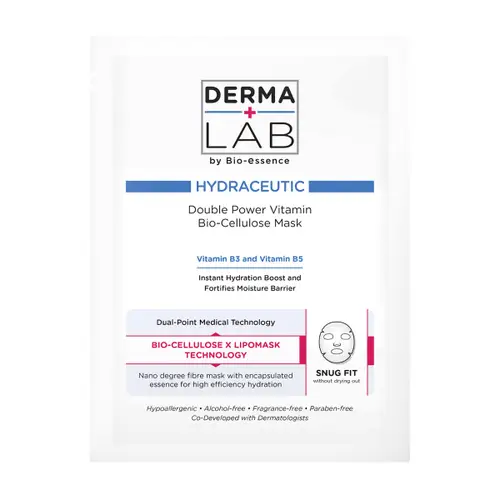 DERMA
LAB
by Bio-essence
HYDRACEUTIC
Double Power Vitamin
Bio-Cellulose Mask
Vitamin B3 and Vitamin B5
Instant Hydration Boost and
Fortifies Moisture Barrier
Dual-Point Medical Technology
BIO-CELLULOSE X LIPOMASK
TECHNOLOGY
Nano degree fibre mask with encapsulated
essence for high efficiency hydration
SNUG FIT
without drying out
Hypoallergenic • Alcohol-free • Fragrance-free • Paraben-free
Co-Developed with Dermatologists